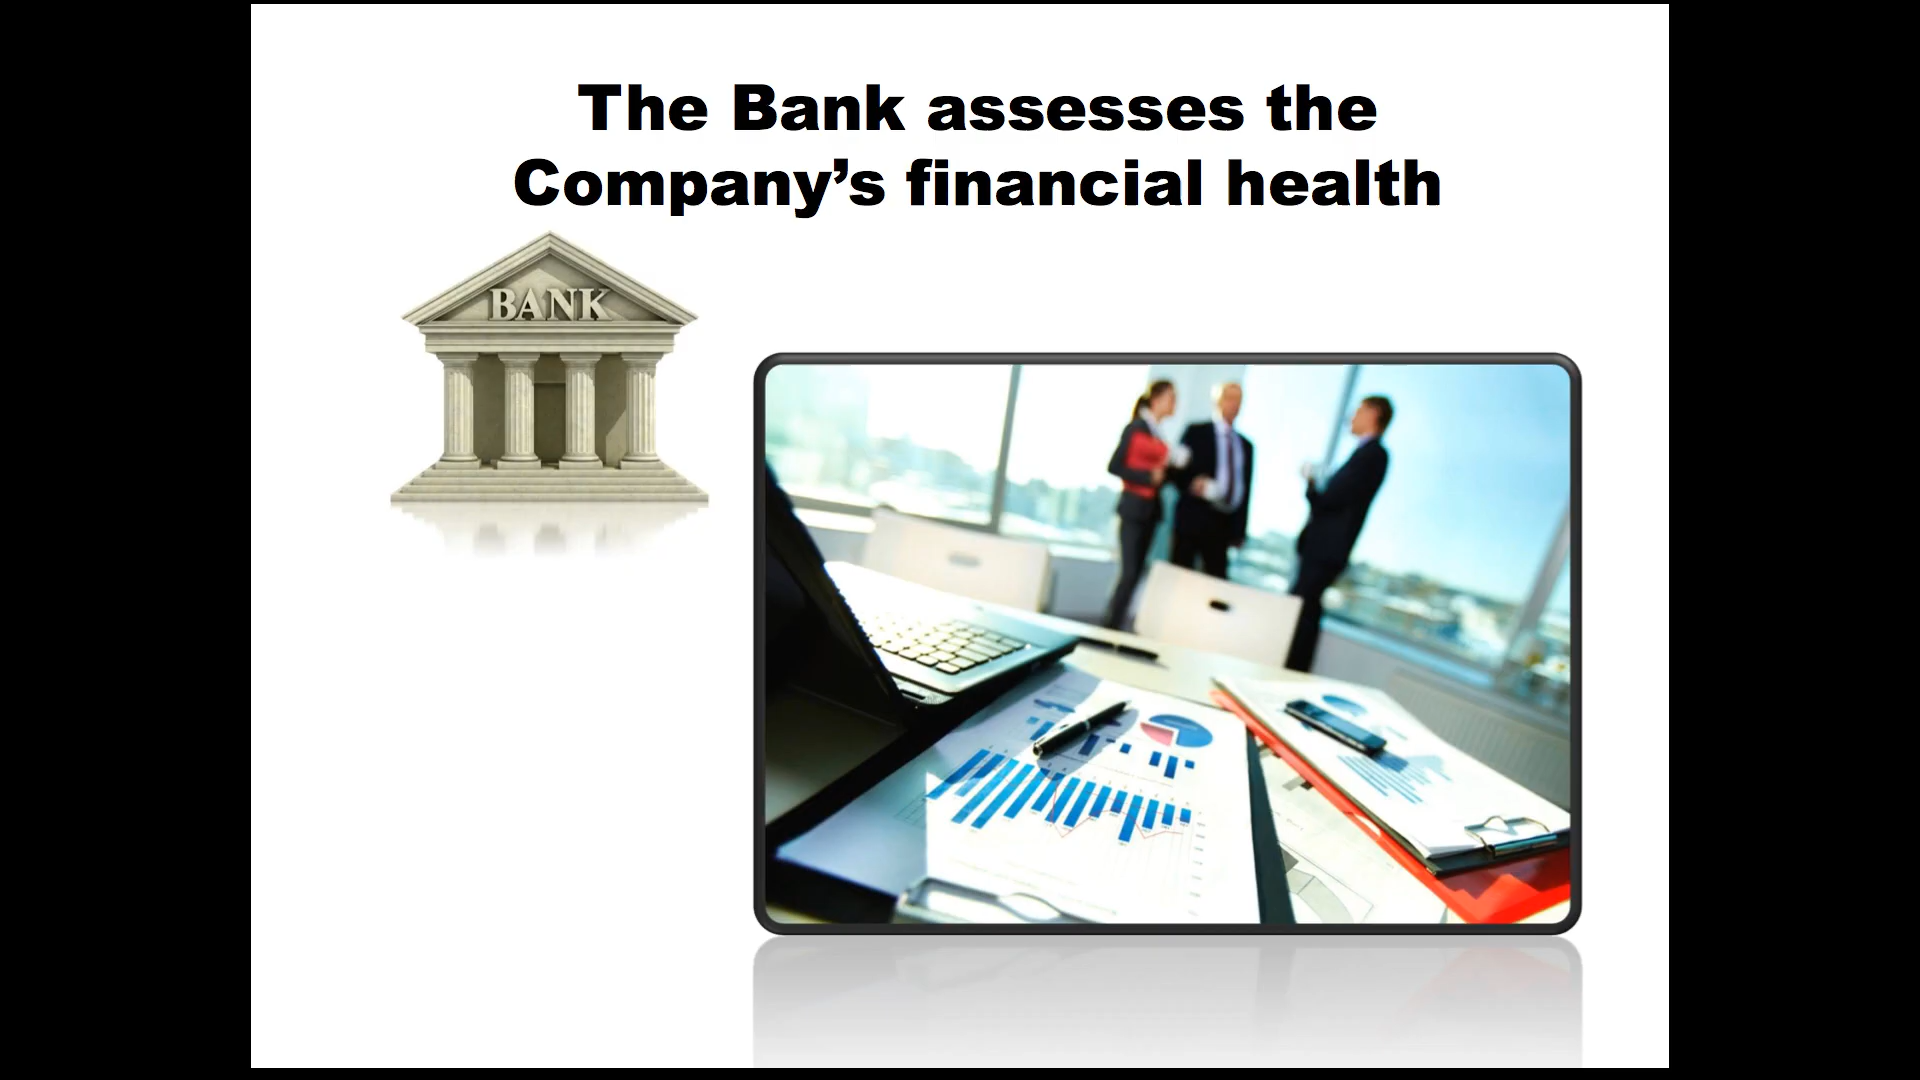 The Bank assesses the
Company’s financial health
BANK